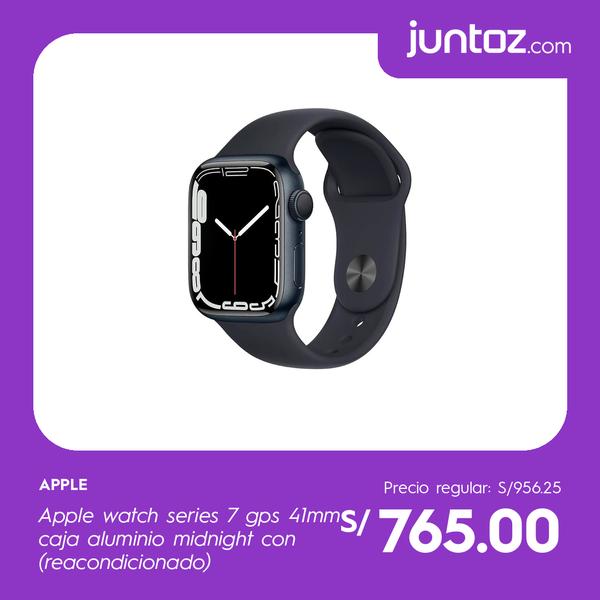 juntoz.com
APPLE
Apple watch series 7 gps 41mm
caja aluminio midnight con
(reacondicionado)
Precio regular: S/956.25
S/ 765.00